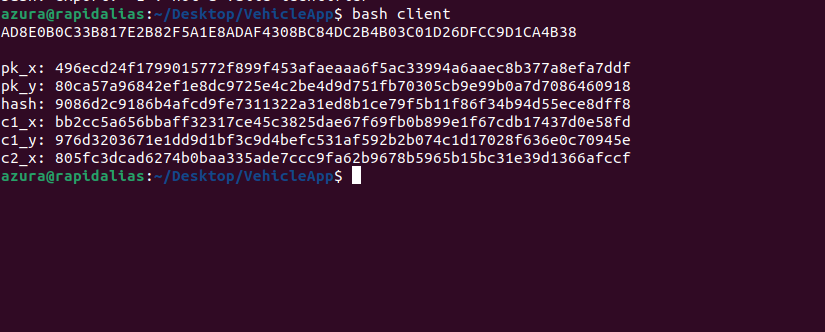 azura@rapidalias:~/Desktop/VehicleApp$ bash client
AD8E0B0C33B817E2B82F5A1E8ADAF4308BC84DC2B4B03C01D26DFCC9D1CA4B38
pk_x: 496ecd24f1799015772f899f453afaeaaa6f5ac33994a6aaec8b377a8efa7ddf
pk_y: 80ca57a96842ef1e8dc9725e4c2be4d9d751fb70305cb9e99b0a7d7086460918
hash: 9086d2c9186b4afcd9fe7311322a31ed8b1ce79f5b11f86f34b94d55ece8dff8
c1_x: bb2cc5a656bbaff32317ce45c3825dae67f69fb0b899e1f67cdb17437d0e58fd
c1_y: 976d3203671e1dd9d1bf3c9d4befc531af592b2b074c1d17028f636e0c70945e
c2_x: 805fc3dcad6274b0baa335ade7ccc9fa62b9678b5965b15bc31e39d1366afccf
azura@rapidalias:~/Desktop/VehicleApp$